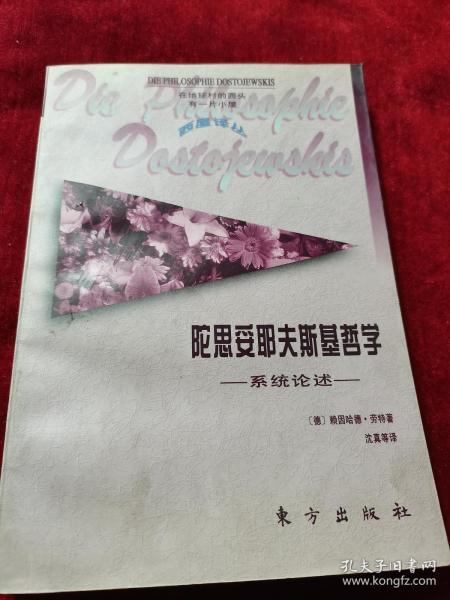 DIE PHILOSOPHIE DOSTOJEWSKIS
Die Philosophie
在地球村的西头
有一片小屋
西屋译丛
Dostojewskis
陀思妥耶夫斯基哲学
—系统论述—
〔德〕赖因哈德·劳特著
沈真等译
東方出版社
孔夫子旧书网
www.kongfz.com